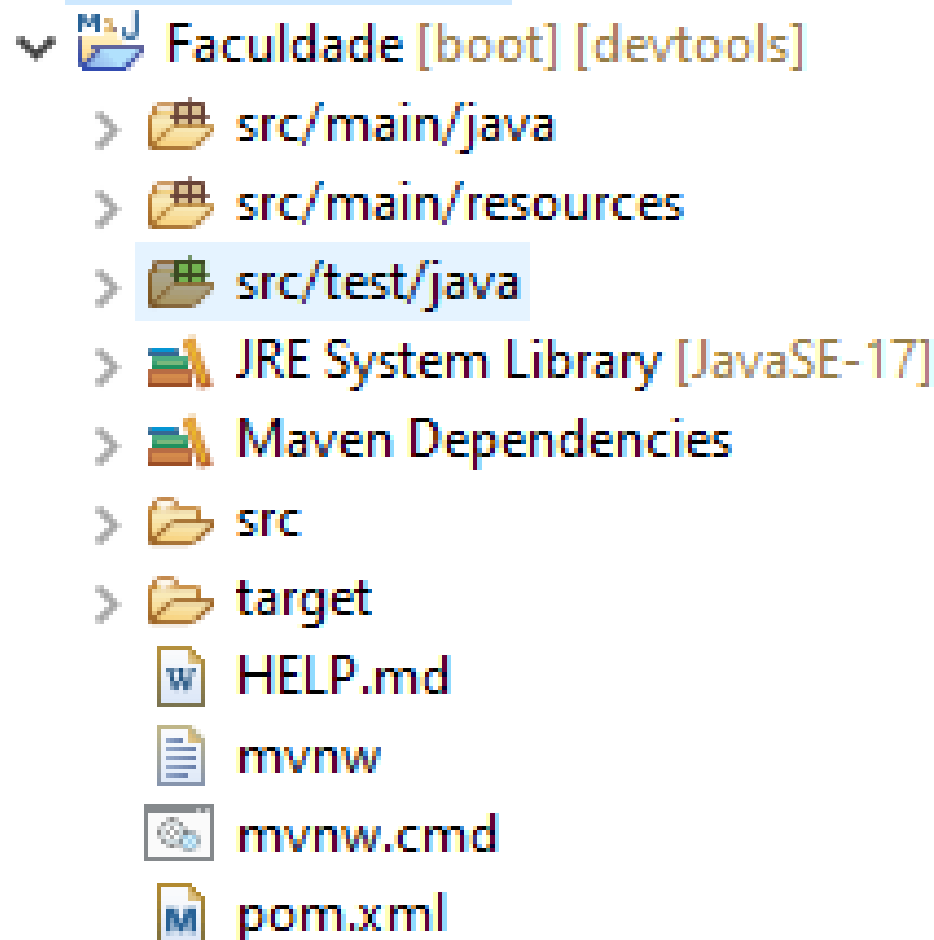 Faculdade [boot] [devtools]
src/main/java
src/main/resources
src/test/java
JRE System Library [JavaSE-17]
Maven Dependencies
src
target
HELP.md
mvnw
mvnw.cmd
pom.xml